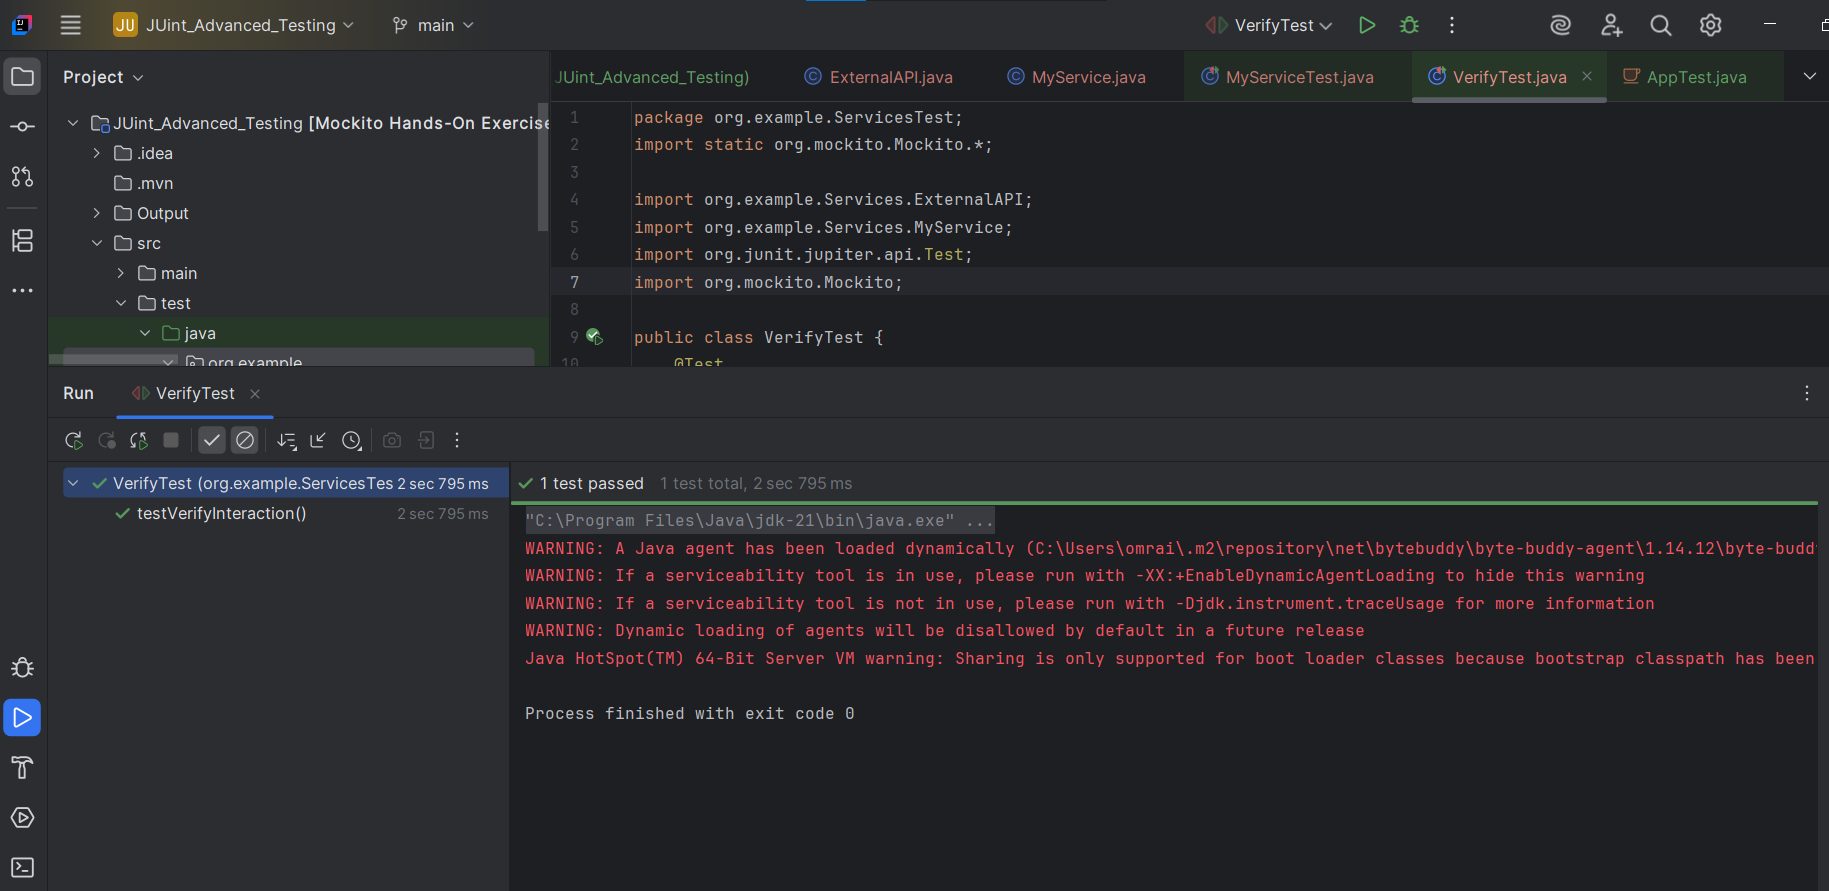 JU JUint_Advanced_Testing main VerifyTest
Project
JUint_Advanced_Testing) ExternalAPI.java MyService.java MyServiceTest.java VerifyTest.java AppTest.java
JUint_Advanced_Testing [Mockito Hands-On Exercise
.idea
.mvn
Output
src
main
test
java
org.example
1 package org.example.ServicesTest;
2 import static org.mockito.Mockito.*;
3
4 import org.example.Services.ExternalAPI;
5 import org.example.Services.MyService;
6 import org.junit.jupiter.api.Test;
7 import org.mockito.Mockito;
8
9 public class VerifyTest {
10 @Test
Run VerifyTest
VerifyTest (org.example.ServicesTes 2 sec 795 ms
testVerifyInteraction() 2 sec 795 ms
1 test passed 1 test total, 2 sec 795 ms
"C:\Program Files\Java\jdk-21\bin\java.exe" ...
WARNING: A Java agent has been loaded dynamically (C:\Users\omrai\.m2\repository\net\bytebuddy\byte-buddy-agent\1.14.12\byte-budd
WARNING: If a serviceability tool is in use, please run with -XX:+EnableDynamicAgentLoading to hide this warning
WARNING: If a serviceability tool is not in use, please run with -Djdk.instrument.traceUsage for more information
WARNING: Dynamic loading of agents will be disallowed by default in a future release
Java HotSpot(TM) 64-Bit Server VM warning: Sharing is only supported for boot loader classes because bootstrap classpath has been
Process finished with exit code 0